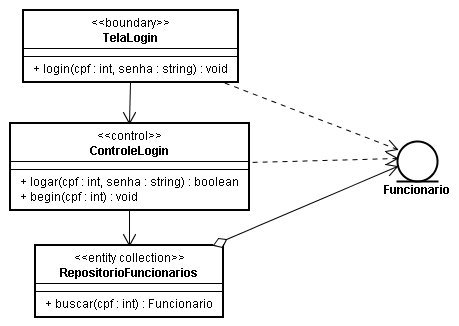 <<boundary>>
TelaLogin
+ login(cpf : int, senha : string) : void
<<control>>
ControleLogin
+ logar(cpf : int, senha : string) : boolean
+ begin(cpf : int) : void
Funcionario
<<entity collection>>
RepositorioFuncionarios
+ buscar(cpf : int) : Funcionario